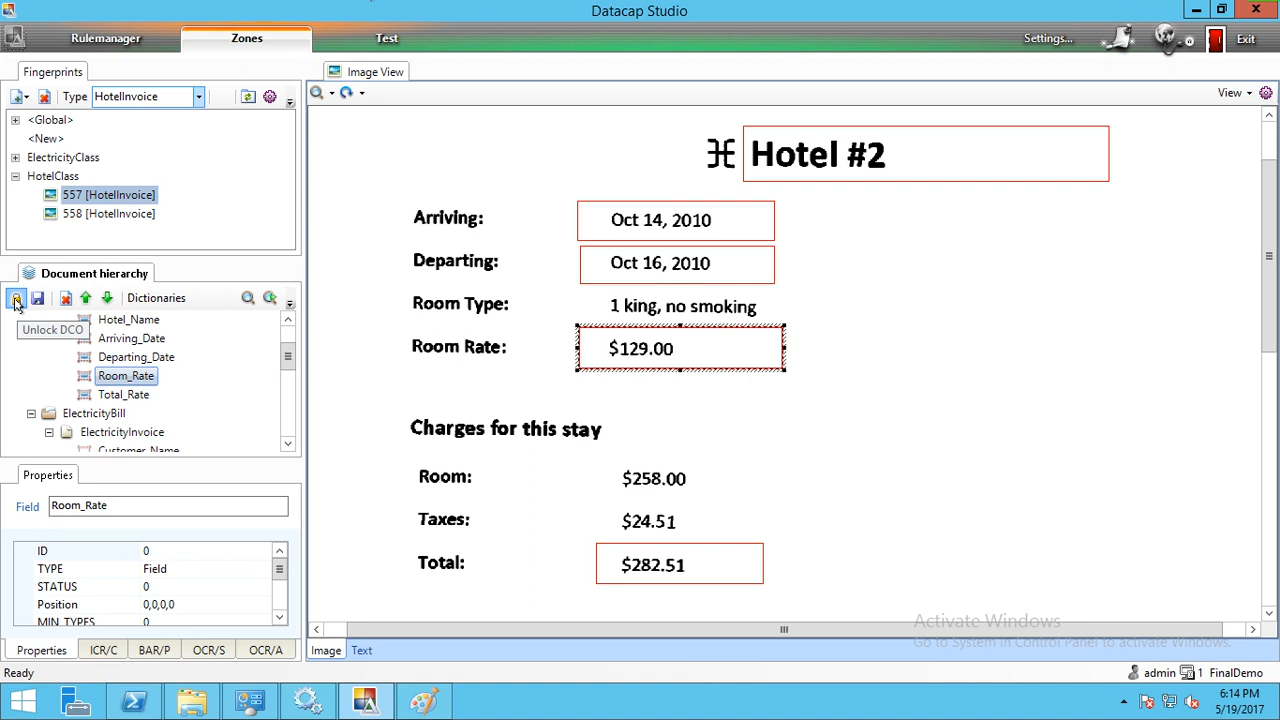 Datacap Studio
Rulemanager
Zones
Test
Settings...
Exit
Fingerprints
Image View
Type
HotelInvoice
View
<Global>
<New>
ElectricityClass
HotelClass
557 [HotelInvoice]
558 [HotelInvoice]
Document hierarchy
Dictionaries
Unlock DCO
Hotel_Name
Arriving_Date
Departing_Date
Room_Rate
Total_Rate
ElectricityBill
ElectricityInvoice
Customer_Name
Properties
Field
Room_Rate
ID 0
TYPE Field
STATUS 0
Position 0,0,0,0
MIN_TYPES 0
Properties
ICR/C
BAR/P
OCR/S
OCR/A
Hotel #2
Arriving: Oct 14, 2010
Departing: Oct 16, 2010
Room Type: 1 king, no smoking
Room Rate: $129.00
Charges for this stay
Room: $258.00
Taxes: $24.51
Total: $282.51
Activate Windows
Go to System in Control Panel to activate Windows.
Image
Text
Ready
admin
1 FinalDemo
6:14 PM
5/19/2017